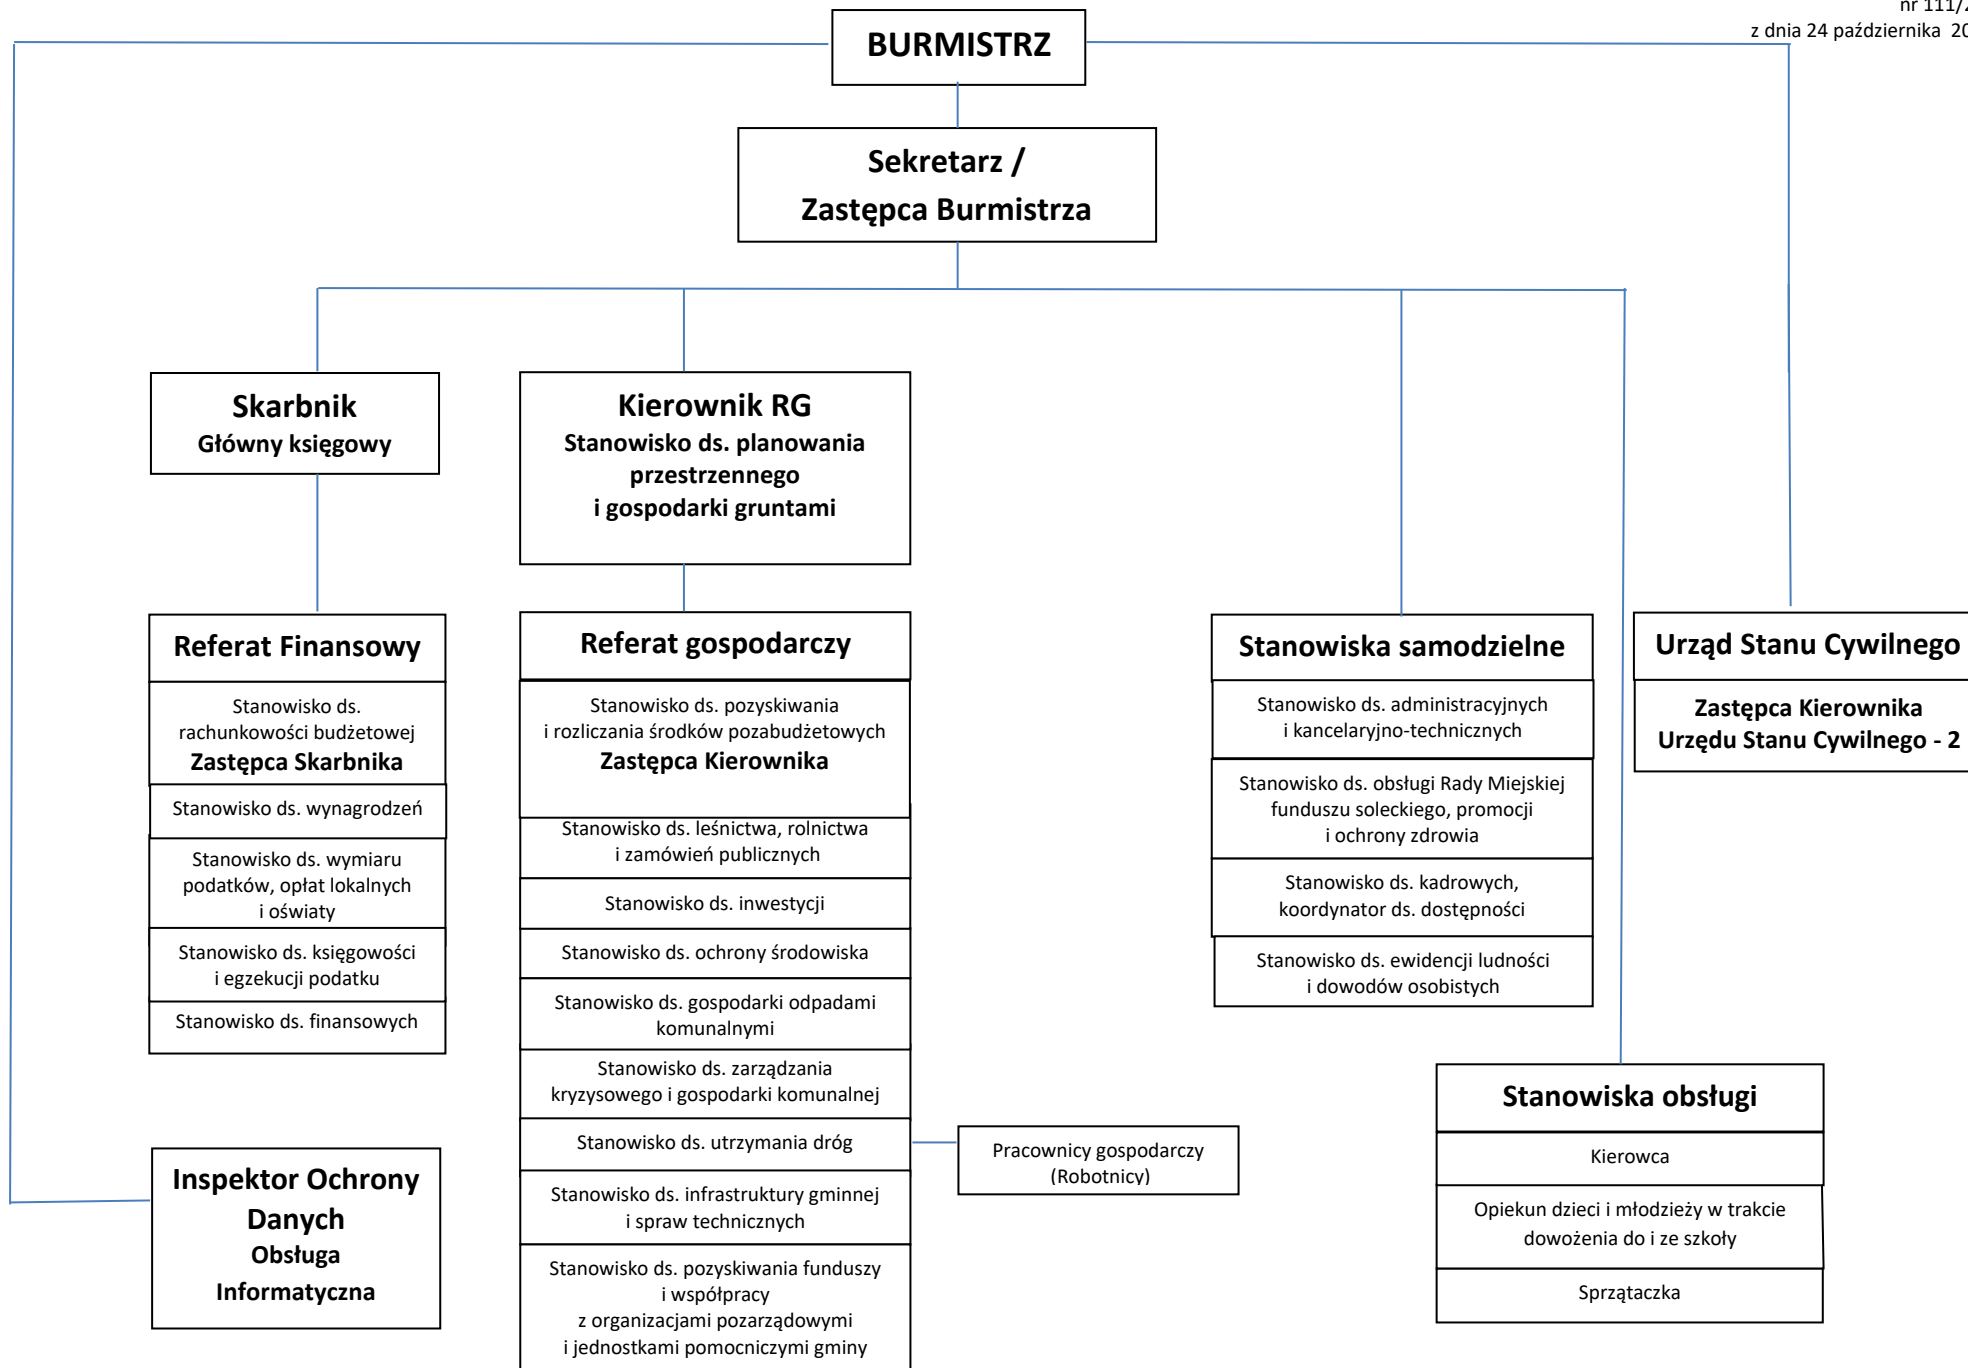 nr 111/2
z dnia 24 października 20
BURMISTRZ
Sekretarz /
Zastępca Burmistrza
Skarbnik
Główny księgowy
Kierownik RG
Stanowisko ds. planowania
przestrzennego
i gospodarki gruntami
Referat Finansowy
Stanowisko ds.
rachunkowości budżetowej
Zastępca Skarbnika
Stanowisko ds. wynagrodzeń
Stanowisko ds. wymiaru
podatków, opłat lokalnych
i oświaty
Stanowisko ds. księgowości
i egzekucji podatku
Stanowisko ds. finansowych
Referat gospodarczy
Stanowisko ds. pozyskiwania
i rozliczania środków pozabudżetowych
Zastępca Kierownika
Stanowisko ds. leśnictwa, rolnictwa
i zamówień publicznych
Stanowisko ds. inwestycji
Stanowisko ds. ochrony środowiska
Stanowisko ds. gospodarki odpadami
komunalnymi
Stanowisko ds. zarządzania
kryzysowego i gospodarki komunalnej
Stanowisko ds. utrzymania dróg
Stanowisko ds. infrastruktury gminnej
i spraw technicznych
Stanowisko ds. pozyskiwania funduszy
i współpracy
z organizacjami pozarządowymi
i jednostkami pomocniczymi gminy
Pracownicy gospodarczy
(Robotnicy)
Stanowiska samodzielne
Stanowisko ds. administracyjnych
i kancelaryjno-technicznych
Stanowisko ds. obsługi Rady Miejskiej
funduszu soleckiego, promocji
i ochrony zdrowia
Stanowisko ds. kadrowych,
koordynator ds. dostępności
Stanowisko ds. ewidencji ludności
i dowodów osobistych
Urząd Stanu Cywilnego
Zastępca Kierownika
Urzędu Stanu Cywilnego - 2
Stanowiska obsługi
Kierowca
Opiekun dzieci i młodzieży w trakcie
dowożenia do i ze szkoły
Sprzątaczka
Inspektor Ochrony
Danych
Obsługa
Informatyczna